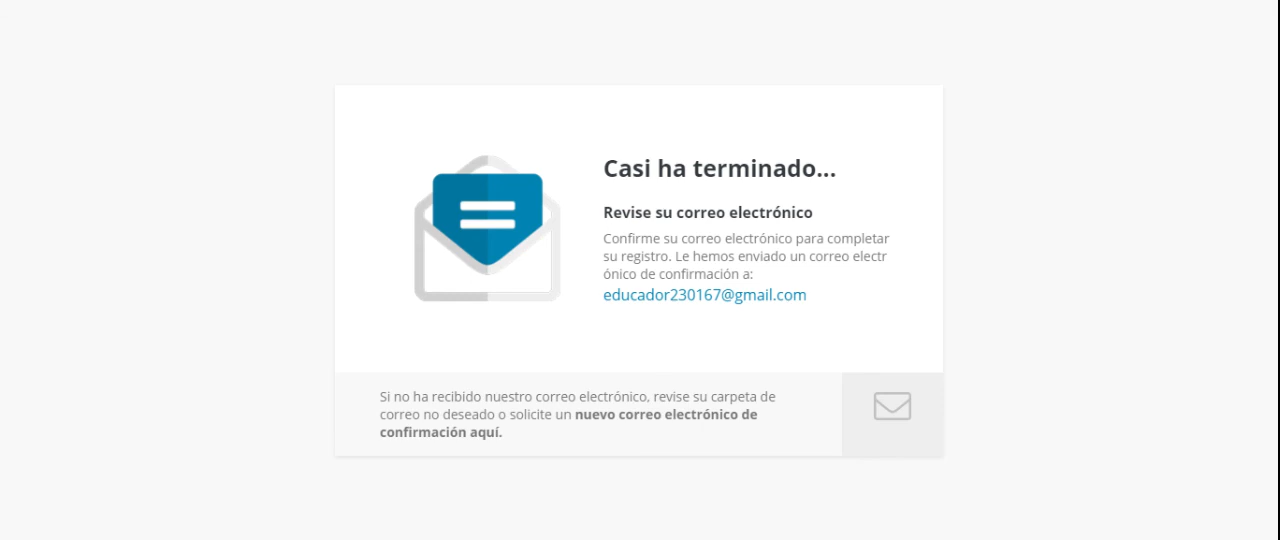 Casi ha terminado...
Revise su correo electrónico
Confirme su correo electrónico para completar
su registro. Le hemos enviado un correo electr
ónico de confirmación a:
educador230167@gmail.com
Si no ha recibido nuestro correo electrónico, revise su carpeta de
correo no deseado o solicite un nuevo correo electrónico de
confirmación aquí.